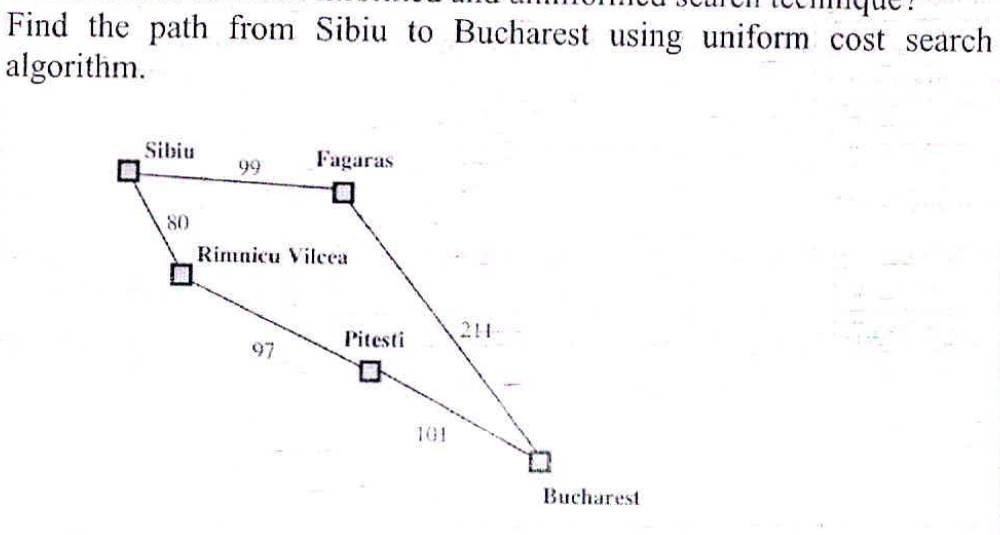 Find the path from Sibiu to Bucharest using uniform cost search
algorithm.
Sibiu
99
Fagaras
80
Rimnicu Vilcea
Pitesti
211
97
101
Bucharest